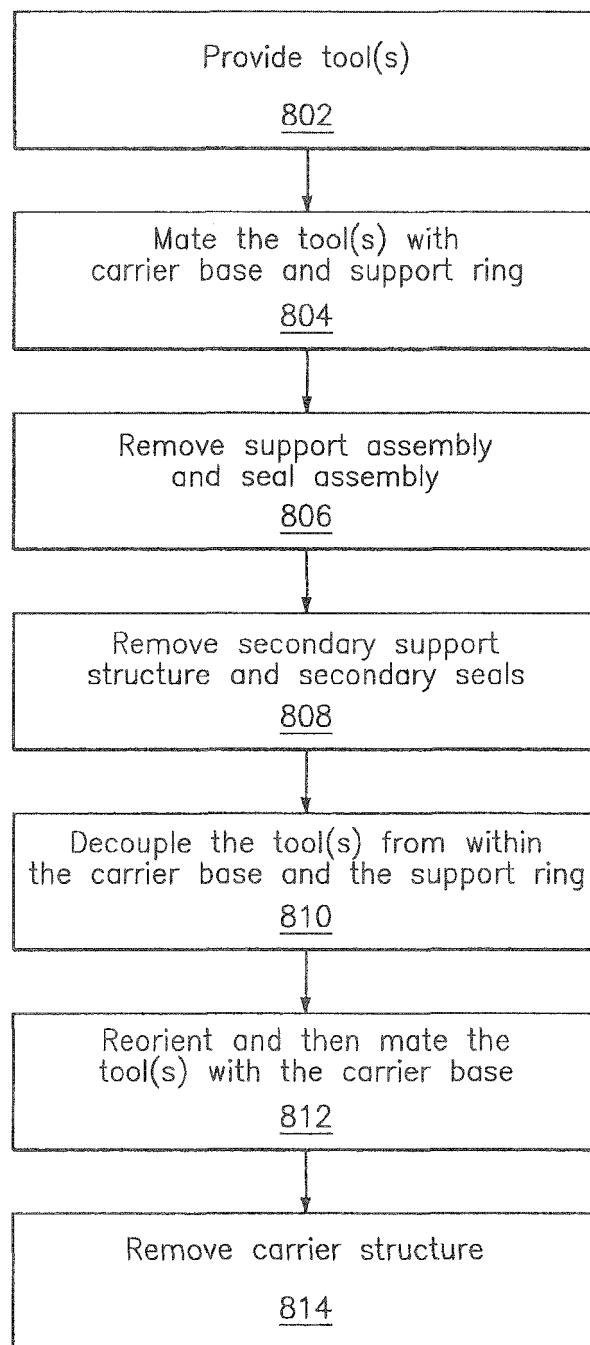 Provide tool(s)
802
Mate the tool(s) with
carrier base and support ring
804
Remove support assembly
and seal assembly
806
Remove secondary support
structure and secondary seals
808
Decouple the tool(s) from within
the carrier base and the support ring
810
Reorient and then mate the
tool(s) with the carrier base
812
Remove carrier structure
814